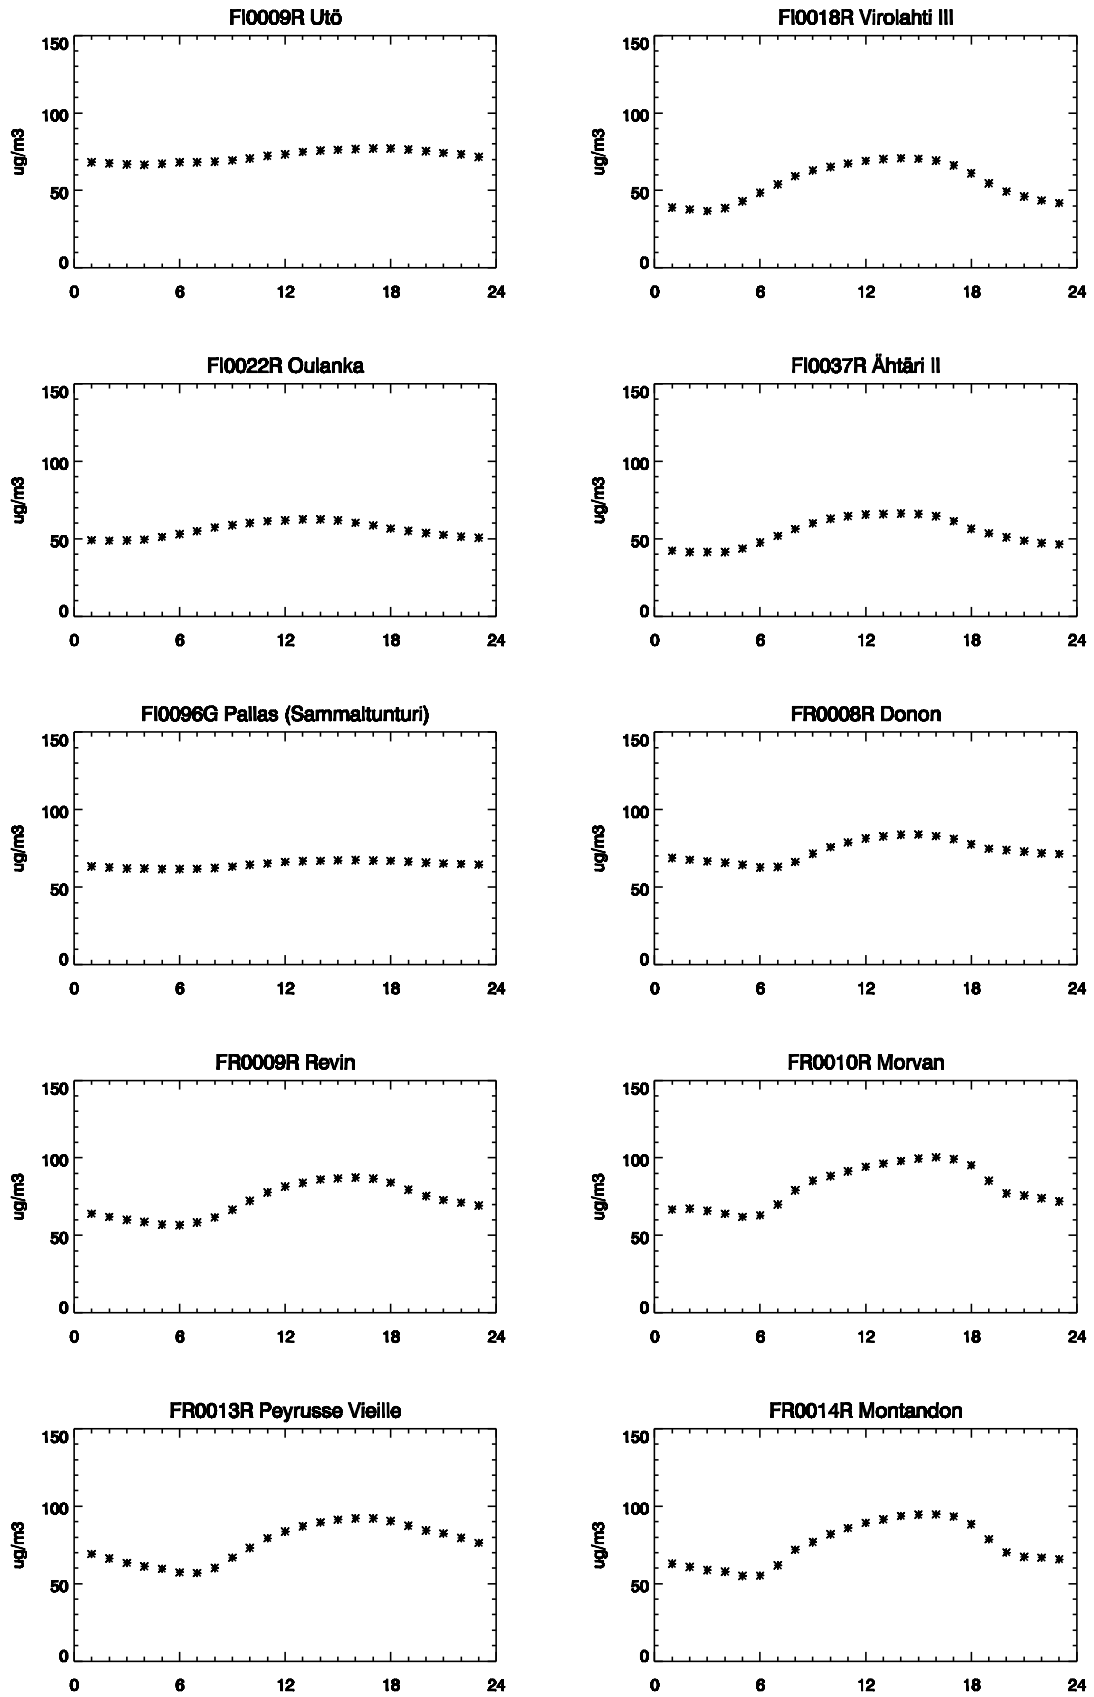 FI0009R Utö
FI0018R Virolahti III
150
100
50
0
ug/m3
0 6 12 18 24
150
100
50
0
ug/m3
0 6 12 18 24
FI0022R Oulanka
FI0037R Ähtäri II
150
100
50
0
ug/m3
0 6 12 18 24
150
100
50
0
ug/m3
0 6 12 18 24
FI0096G Pallas (Sammaltunturi)
FR0008R Donon
150
100
50
0
ug/m3
0 6 12 18 24
150
100
50
0
ug/m3
0 6 12 18 24
FR0009R Revin
FR0010R Morvan
150
100
50
0
ug/m3
0 6 12 18 24
150
100
50
0
ug/m3
0 6 12 18 24
FR0013R Peyrusse Vieille
FR0014R Montandon
150
100
50
0
ug/m3
0 6 12 18 24
150
100
50
0
ug/m3
0 6 12 18 24